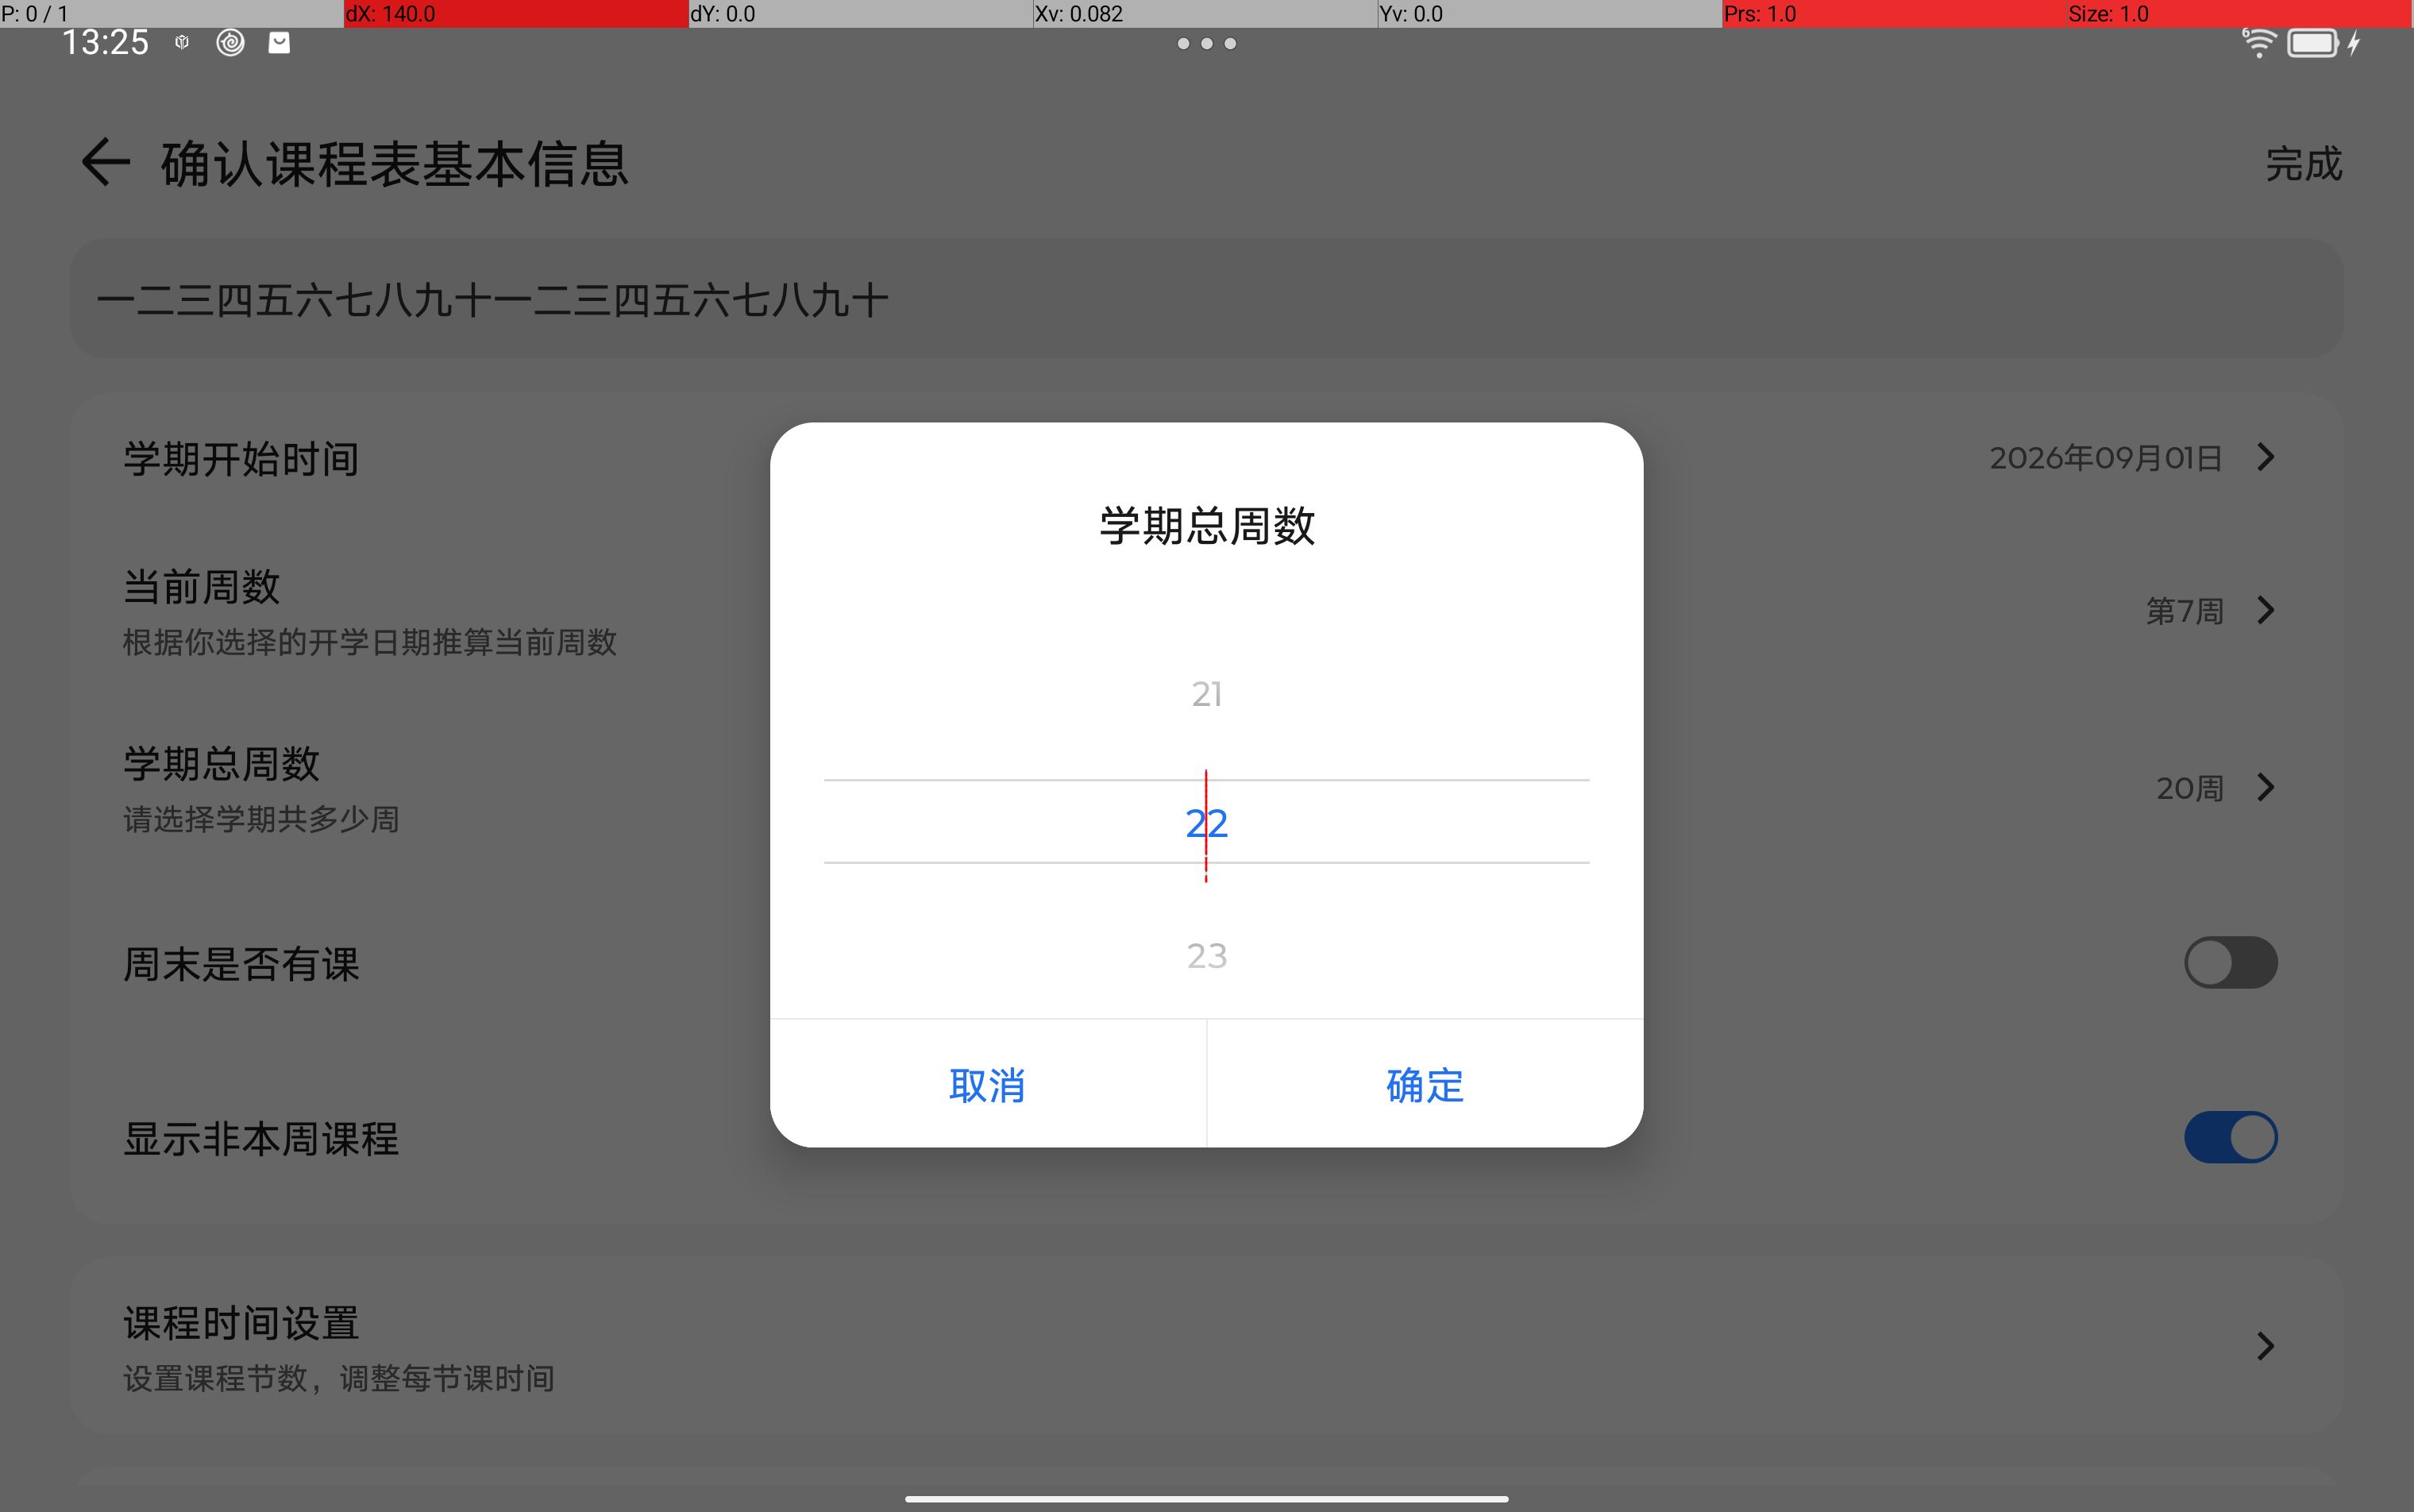 P: 0 / 1 dX: 140.0 dY: 0.0 Xv: 0.082 Yv: 0.0 Prs: 1.0 Size: 1.0
13:25 6
确认课程表基本信息 完成
一二三四五六七八九十一二三四五六七八九十
学期开始时间 2026年09月01日
当前周数 第7周
根据你选择的开学日期推算当前周数
学期总周数 20周
请选择学期共多少周
周末是否有课
显示非本周课程
课程时间设置
设置课程节数，调整每节课时间
学期总周数
21
22
23
取消 确定